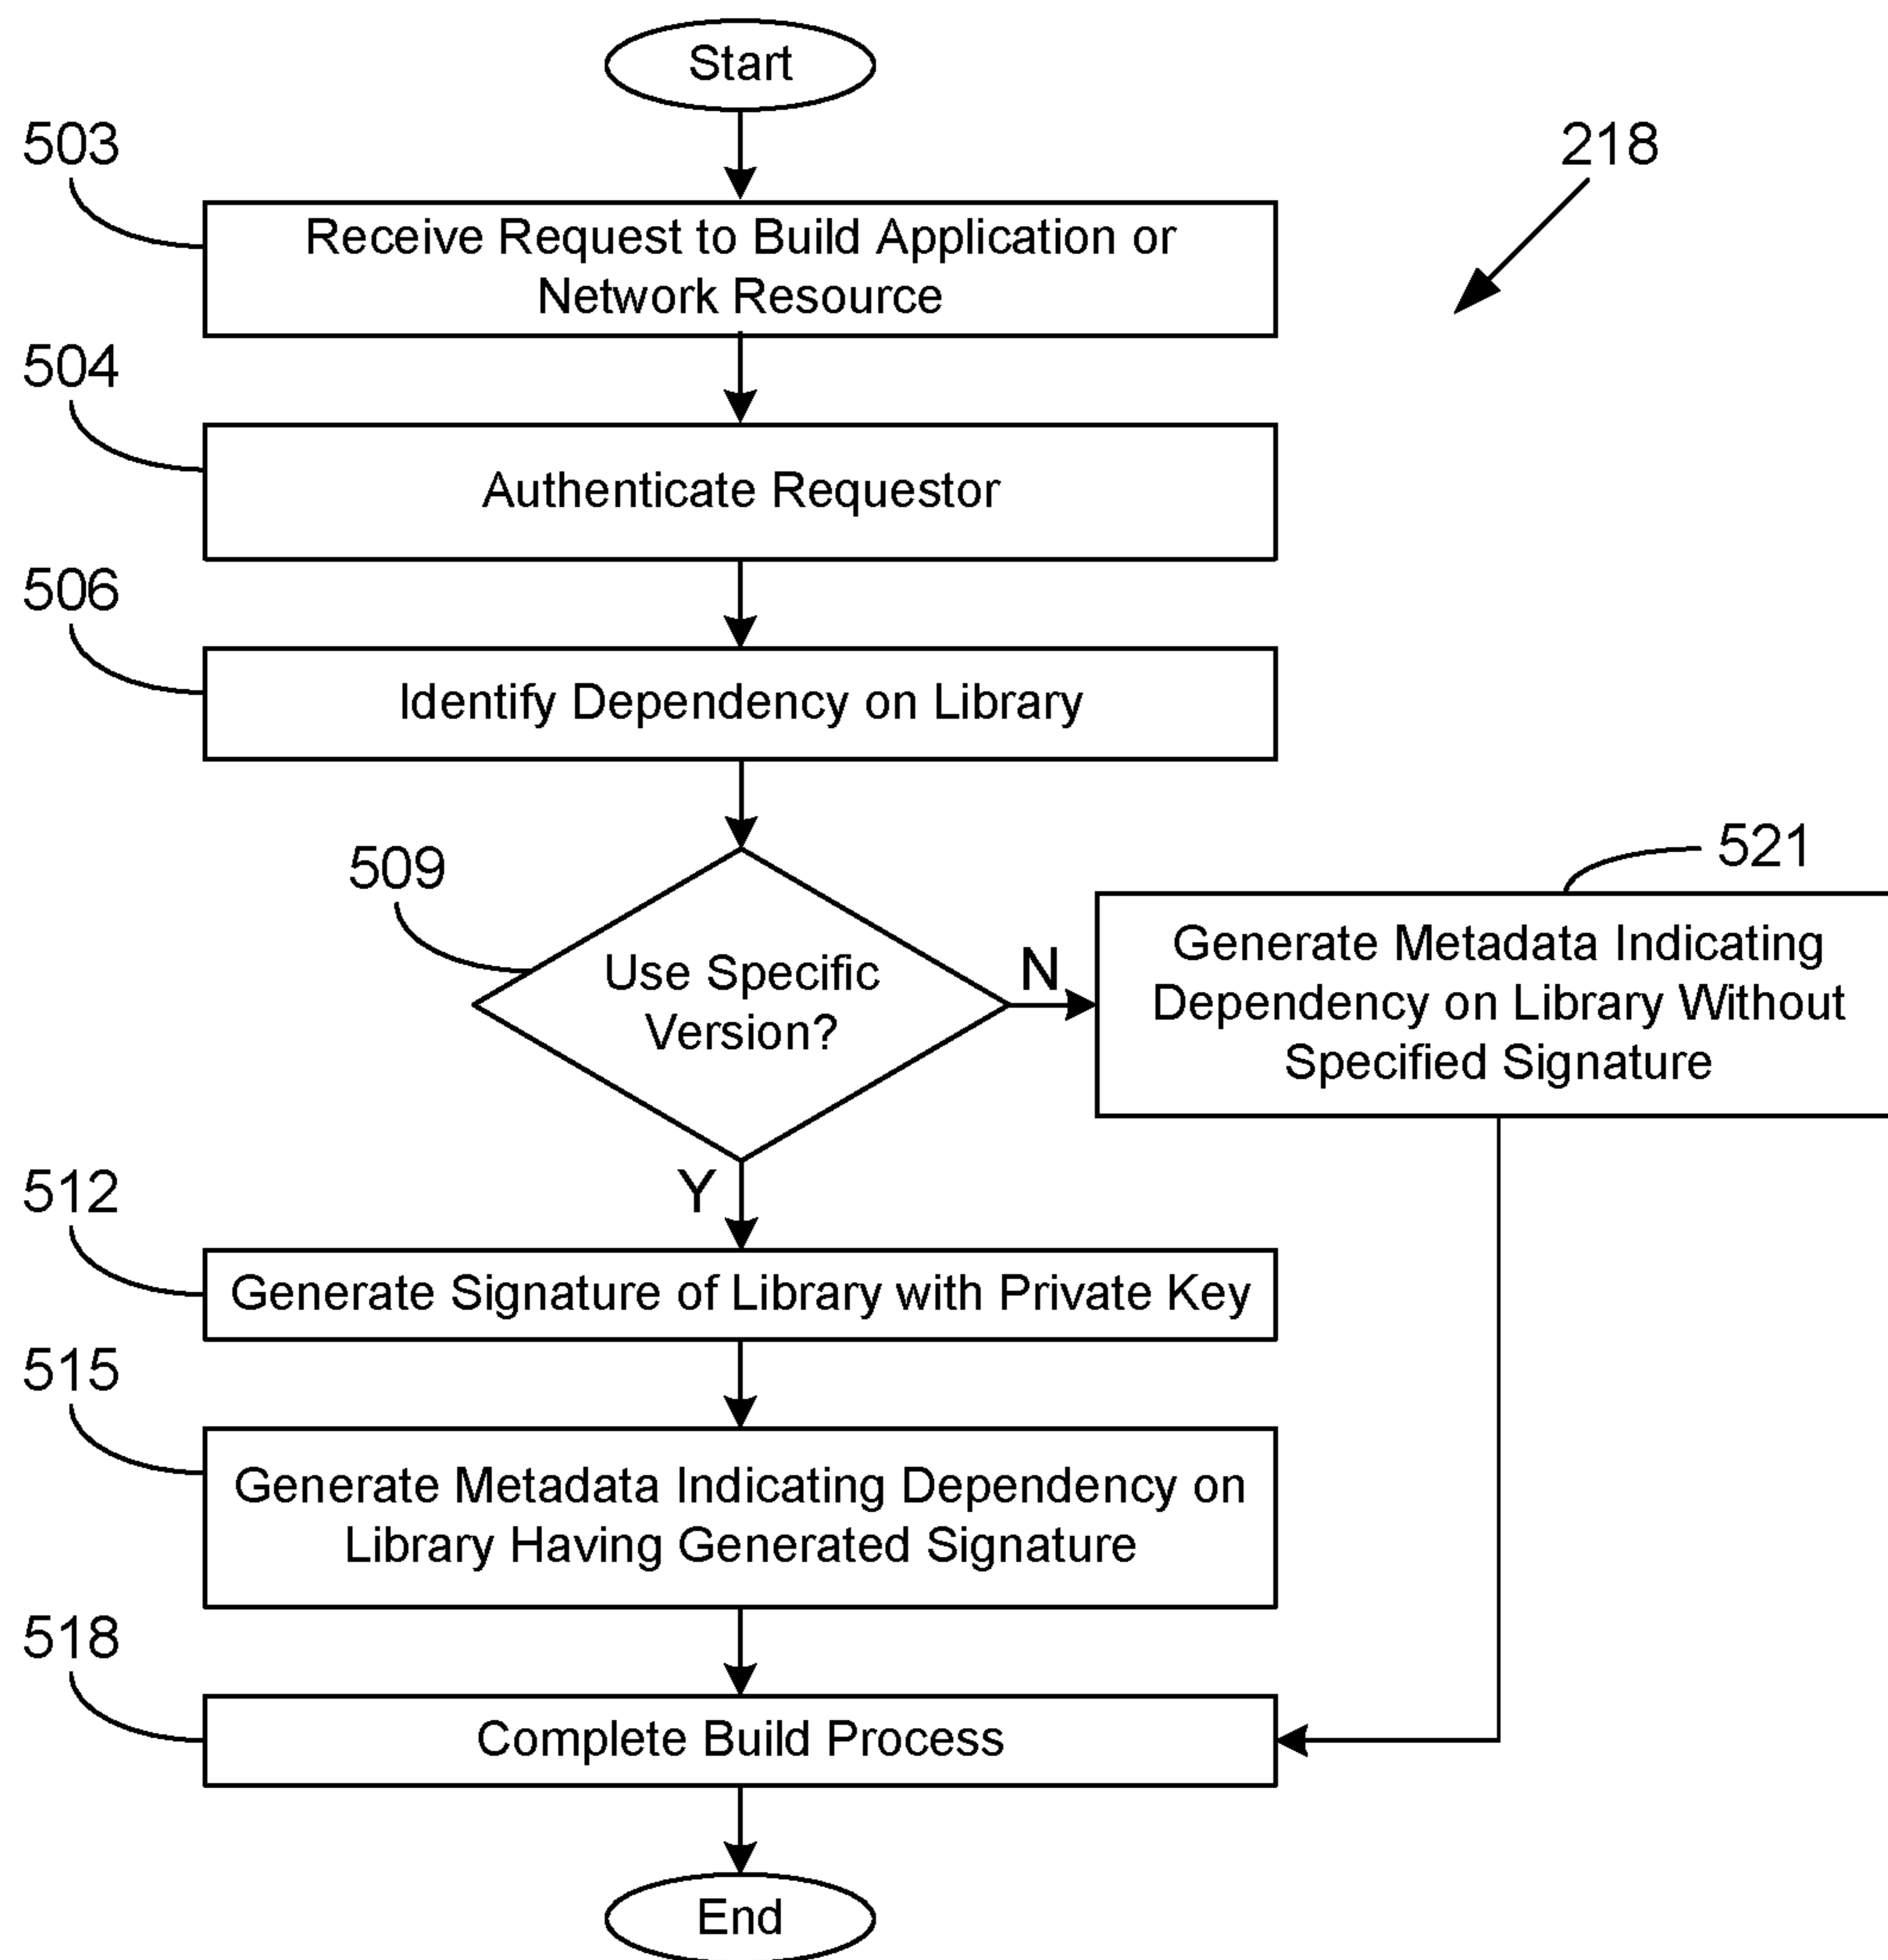 Start
503
218
Receive Request to Build Application or
Network Resource
504
Authenticate Requestor
506
Identify Dependency on Library
509
521
Use Specific
Version?
N
Generate Metadata Indicating
Dependency on Library Without
Specified Signature
Y
512
Generate Signature of Library with Private Key
515
Generate Metadata Indicating Dependency on
Library Having Generated Signature
518
Complete Build Process
End